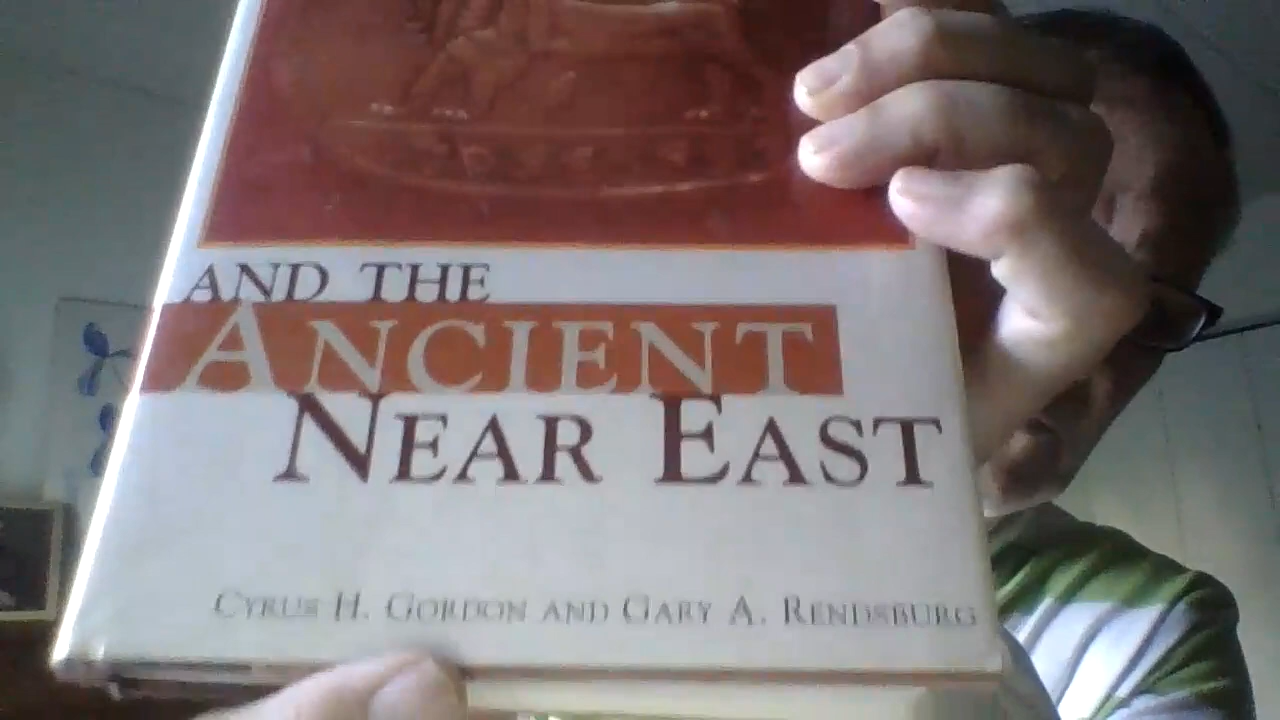 AND THE
ANCIENT
NEAR EAST
CYRUS H. GORDON AND GARY A. RENDSBURG